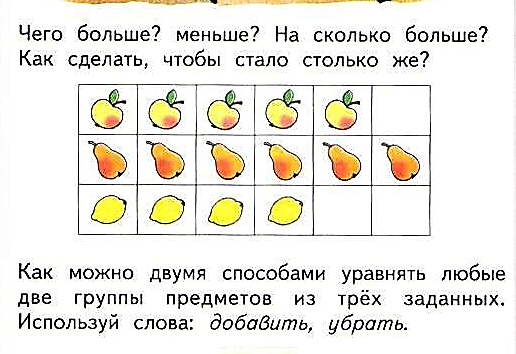 Чего больше? меньше? На сколько больше?
Как сделать, чтобы стало столько же?
Как можно двумя способами уравнять любые
две группы предметов из трёх заданных.
Используй слова: добавить, убрать.